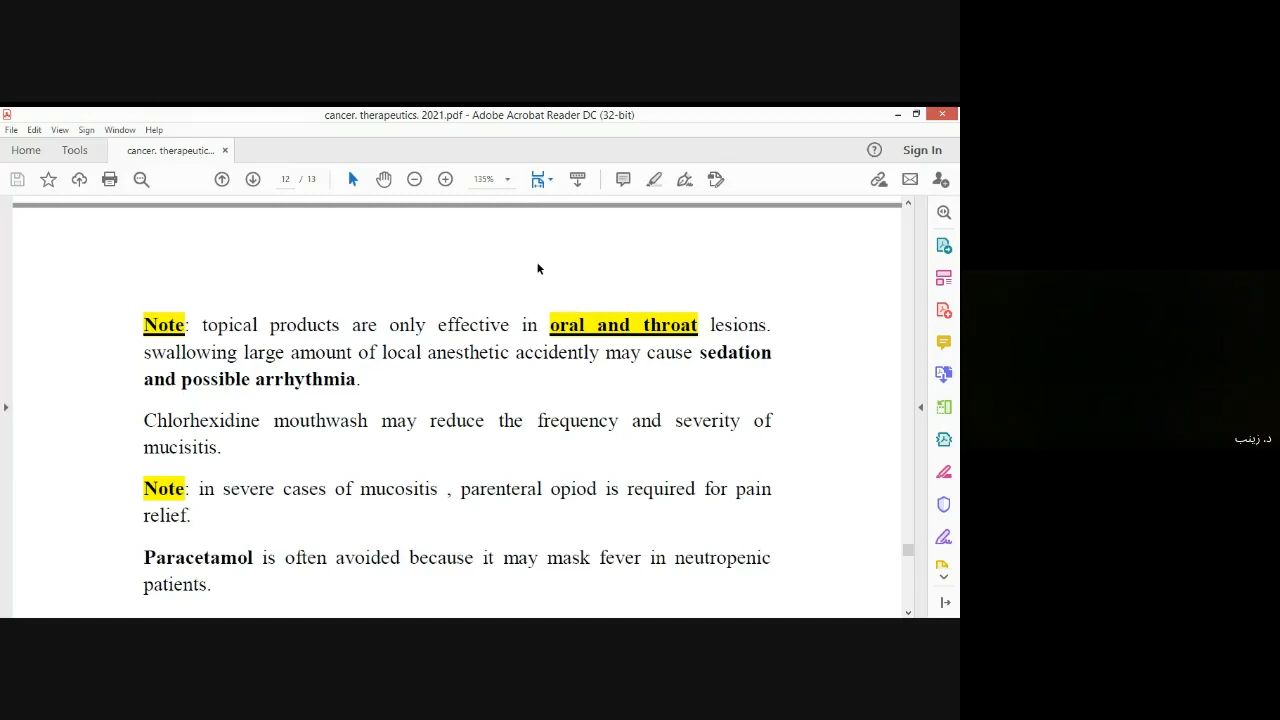 cancer. therapeutics. 2021.pdf - Adobe Acrobat Reader DC (32-bit)
File Edit View Sign Window Help
Home Tools cancer. therapeutic... × Sign In
12 / 13 135%
Note: topical products are only effective in oral and throat lesions.
swallowing large amount of local anesthetic accidently may cause sedation
and possible arrhythmia.
Chlorhexidine mouthwash may reduce the frequency and severity of
mucisitis.
Note: in severe cases of mucositis , parenteral opiod is required for pain
relief.
Paracetamol is often avoided because it may mask fever in neutropenic
patients.
د. زينب